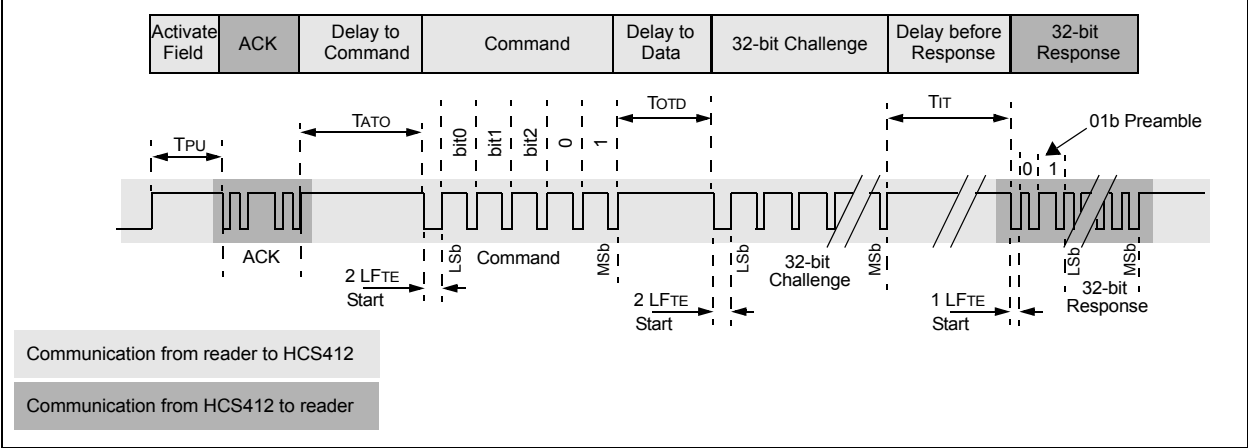 Activate
Field
ACK
Delay to
Command
Command
Delay to
Data
32-bit Challenge
Delay before
Response
32-bit
Response
TPU
TATO
bit0
bit1
bit2
0
1
TOTD
TIT
01b Preamble
0
1
ACK
2 LFTE
Start
LSb
Command
MSb
2 LFTE
Start
LSb
32-bit
Challenge
MSb
1 LFTE
Start
LSb
32-bit
Response
MSb
Communication from reader to HCS412
Communication from HCS412 to reader